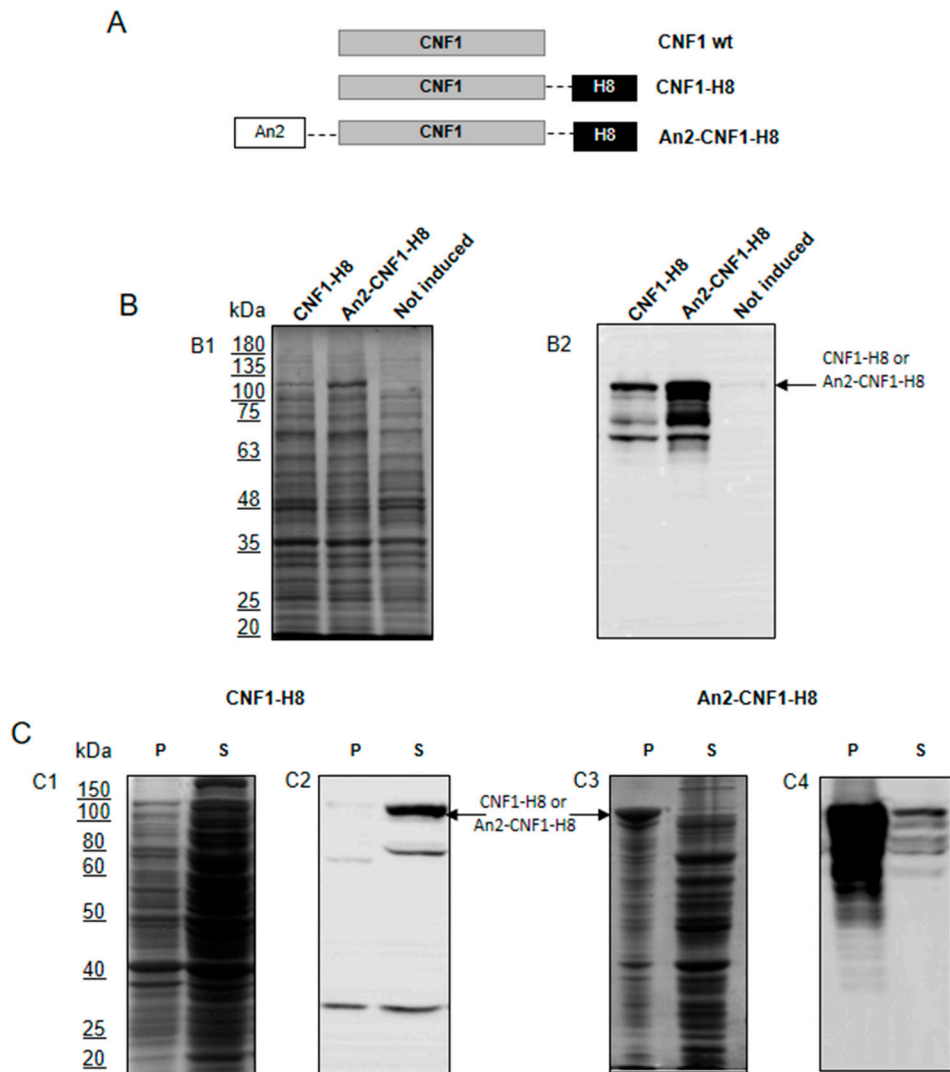 A
CNF1 CNF1 wt
CNF1 H8 CNF1-H8
An2 CNF1 H8 An2-CNF1-H8
B
kDa
CNF1-H8 An2-CNF1-H8 Not induced
CNF1-H8 An2-CNF1-H8 Not induced
B1
180
135
100
75
63
48
35
25
20
B2
CNF1-H8 or
An2-CNF1-H8
CNF1-H8 An2-CNF1-H8
C
kDa P S P S P S P S
C1
150
100
80
60
50
40
25
20
C2
CNF1-H8 or
An2-CNF1-H8
C3
C4